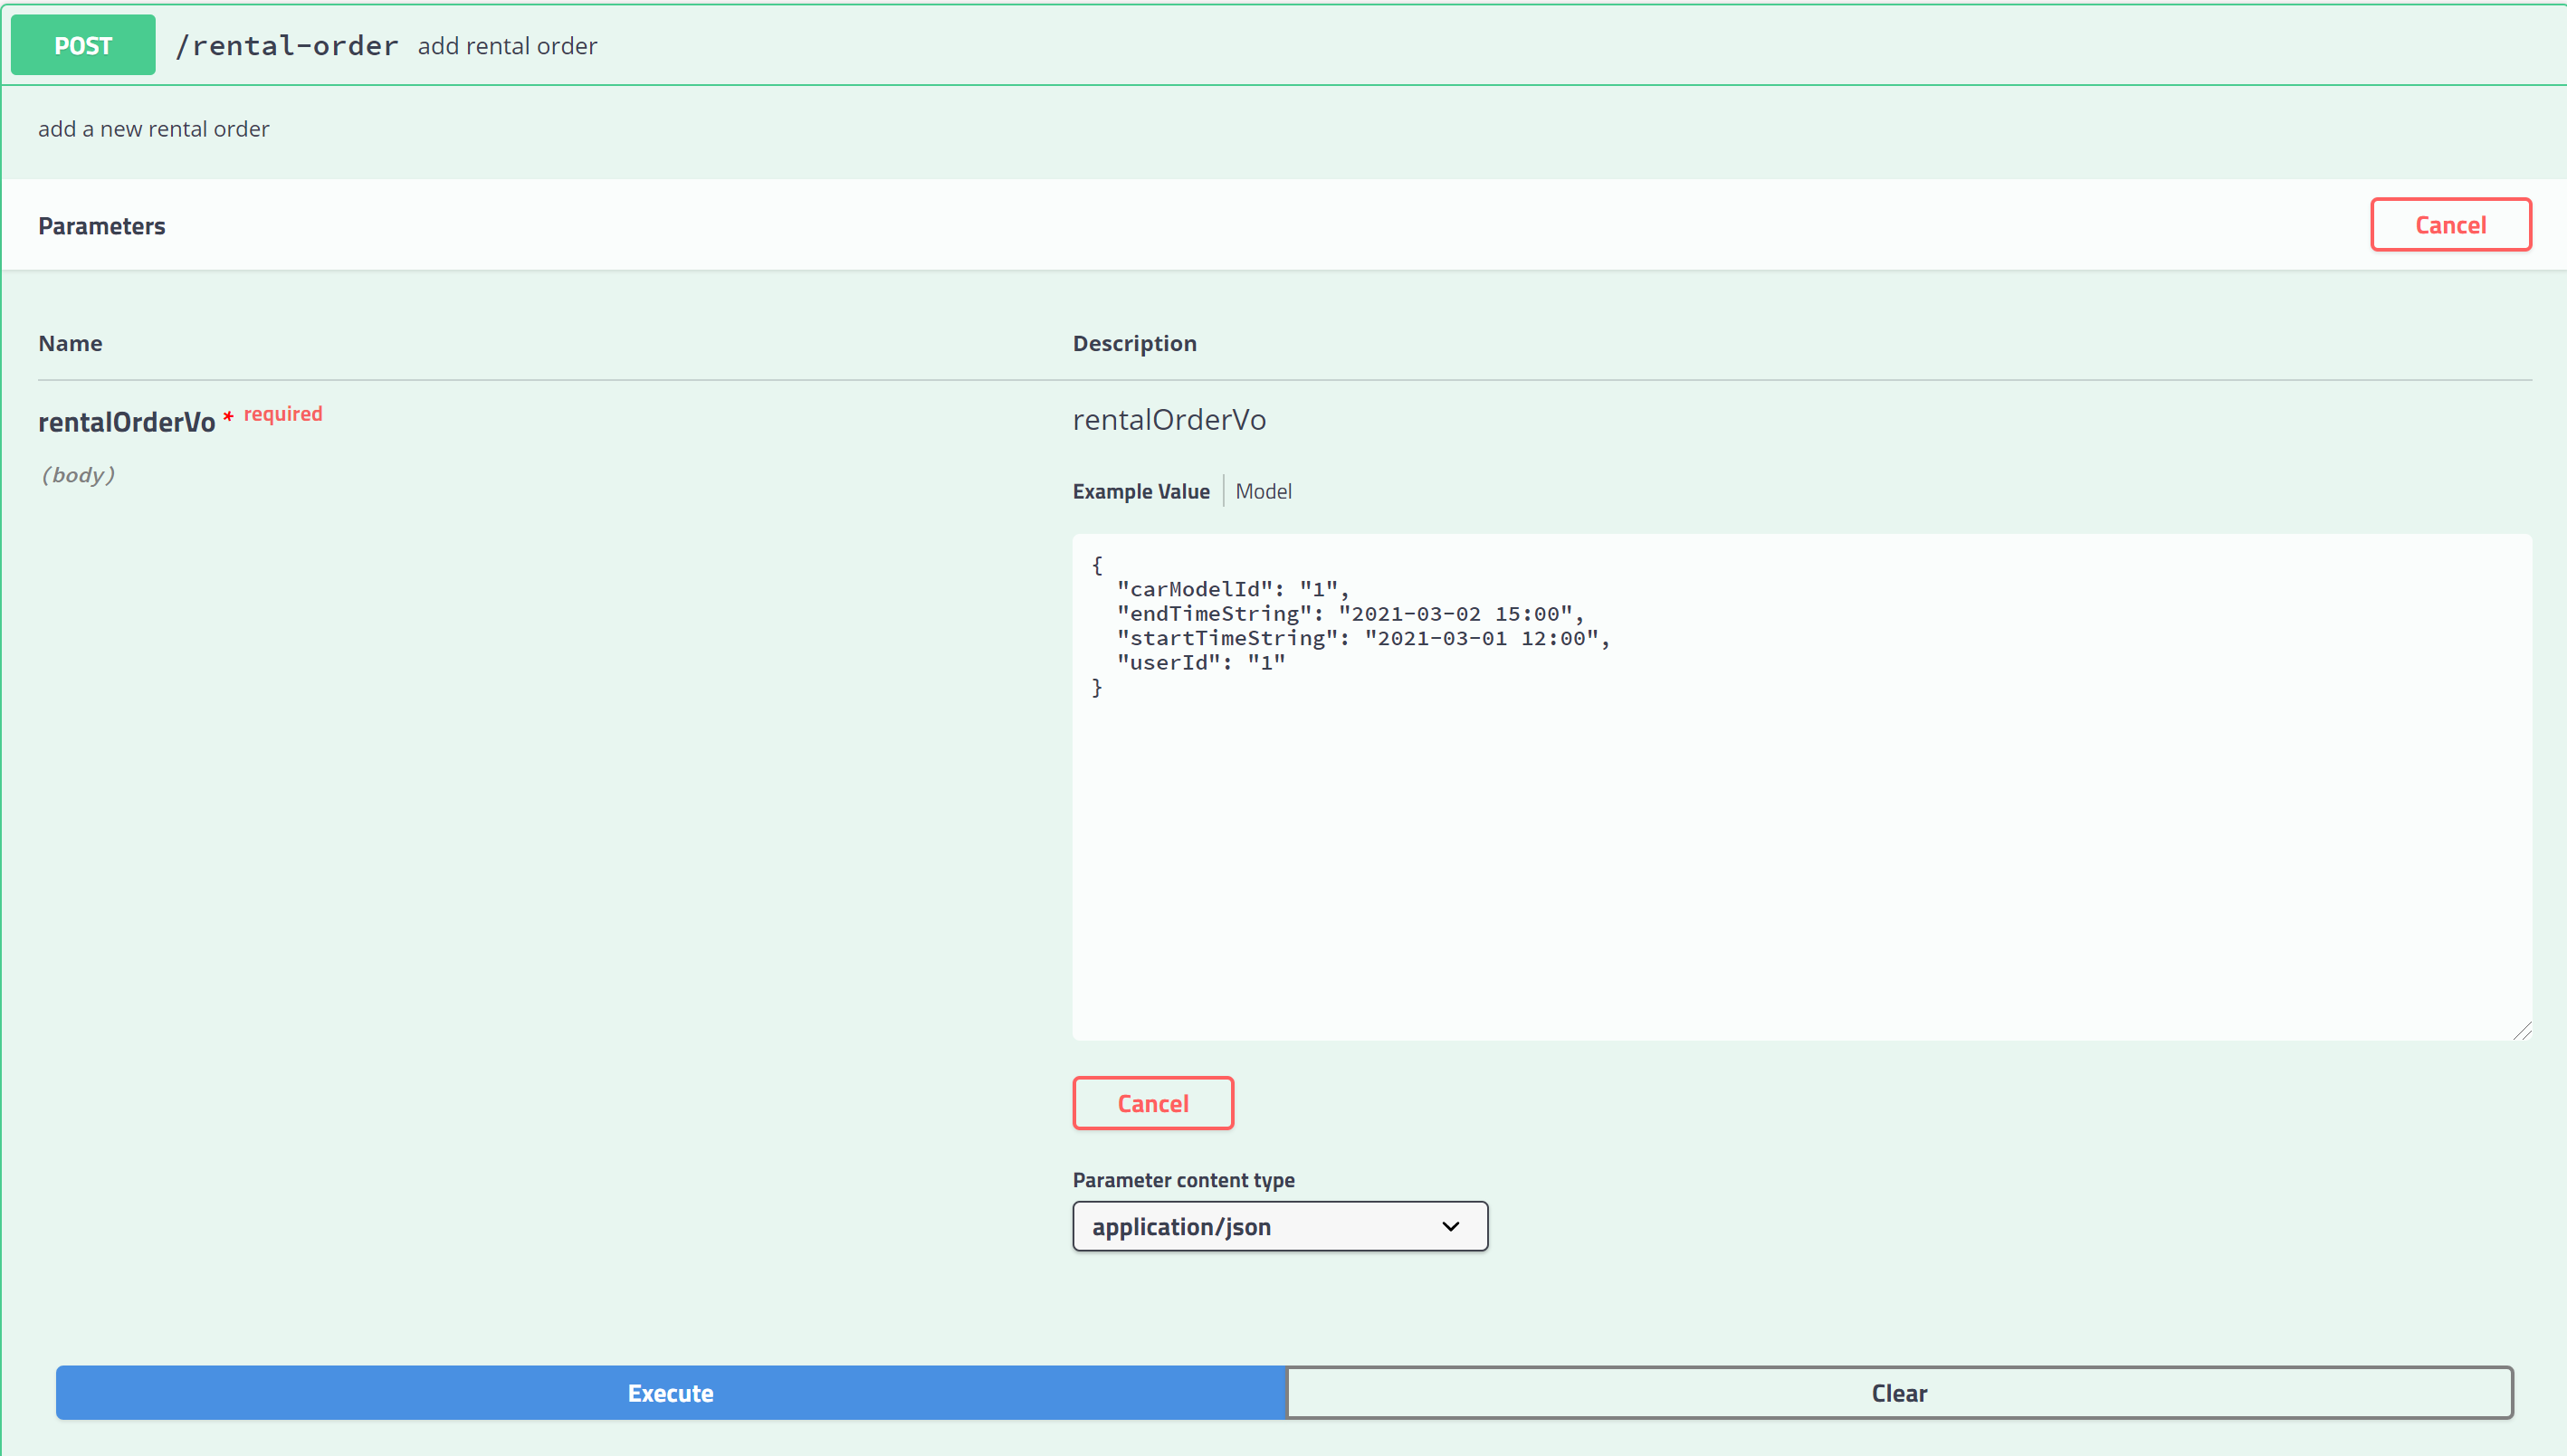 POST /rental-order add rental order
add a new rental order
Parameters
Cancel
Name Description
rentalOrderVo * required
(body)
rentalOrderVo
Example Value Model
{
  "carModelId": "1",
  "endTimeString": "2021-03-02 15:00",
  "startTimeString": "2021-03-01 12:00",
  "userId": "1"
}
Cancel
Parameter content type
application/json
Execute Clear